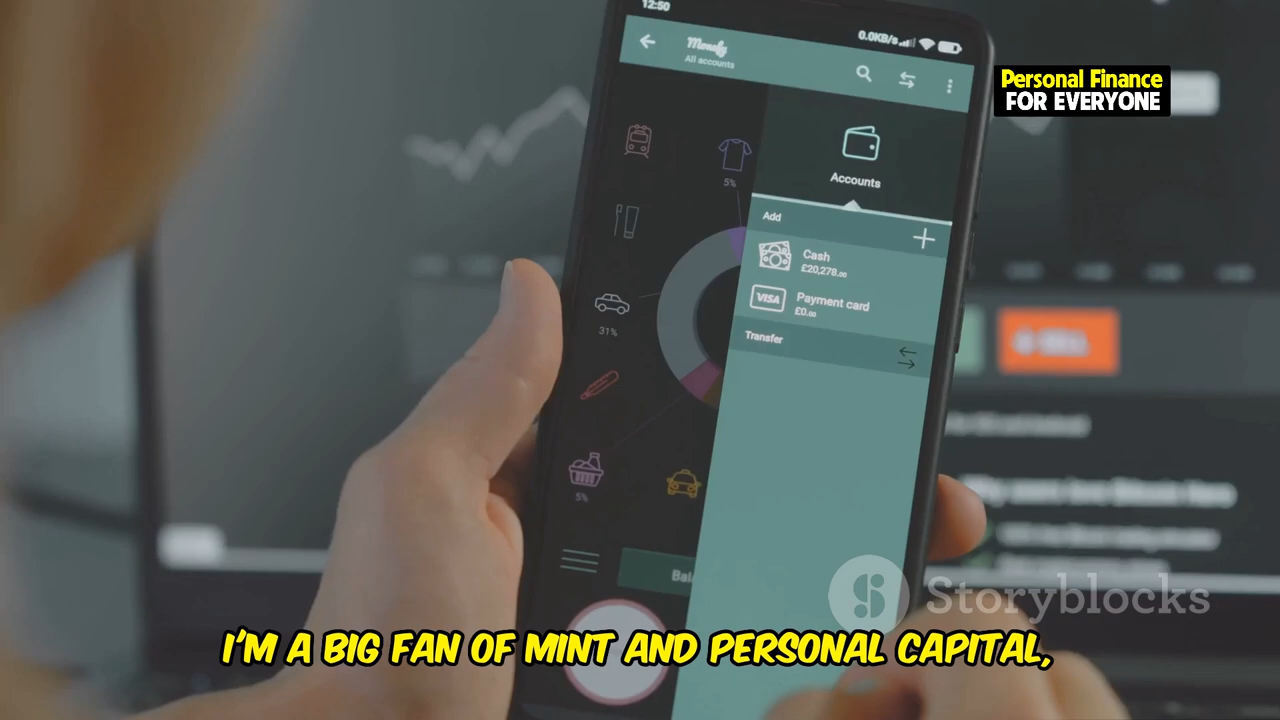 12:50
0.0KB/s
Monefy
All accounts
Personal Finance
FOR EVERYONE
Accounts
5%
Add
Cash
£20,278.00
VISA
Payment card
£0.00
31%
Transfer
5%
Bala
Storyblocks
I'M A BIG FAN OF MINT AND PERSONAL CAPITAL,